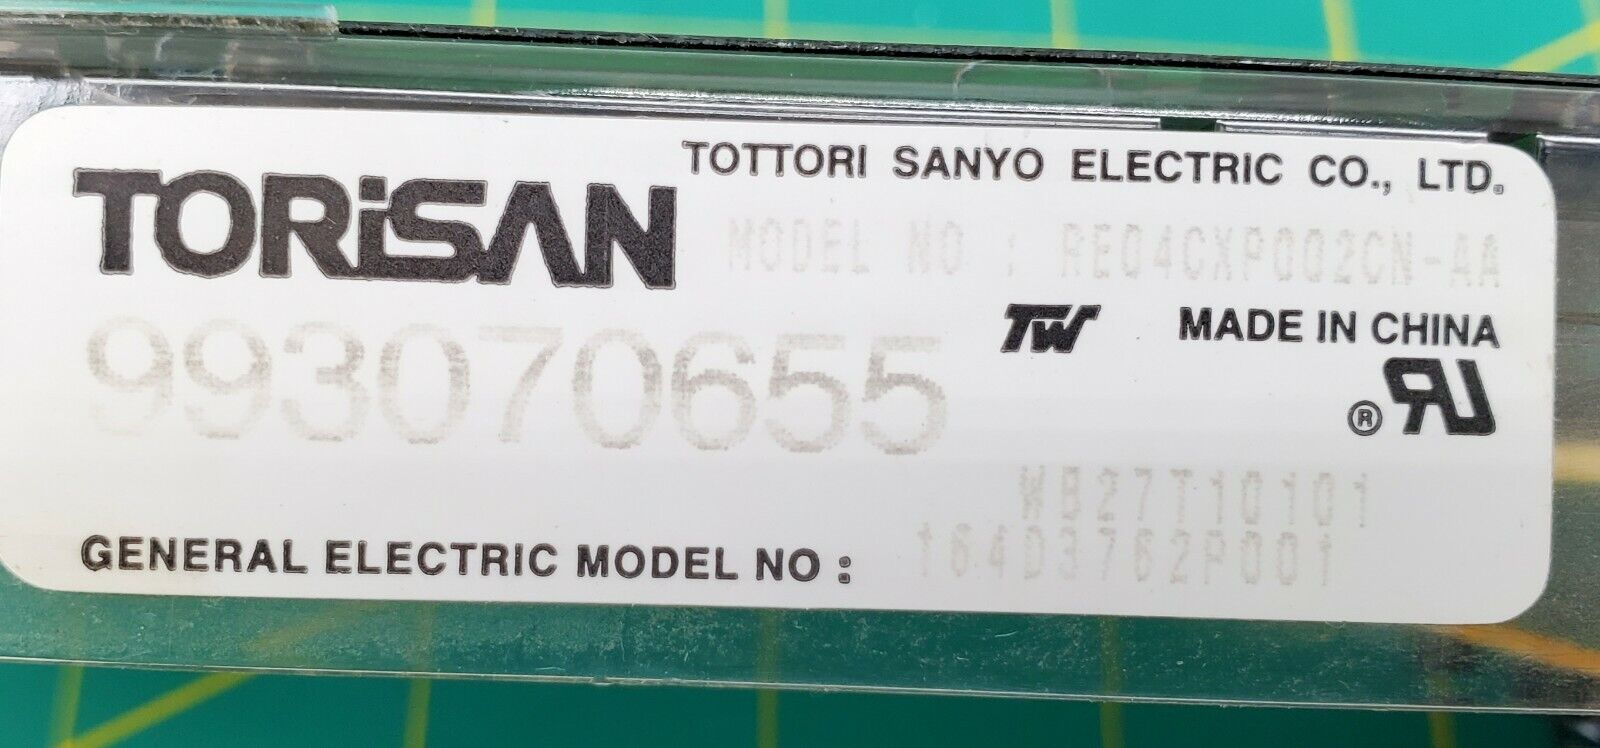 TOTTORI SANYO ELECTRIC CO., LTD.
TORiSAN
MODEL NO : RE04CXP002CN-AA
993070655
TW MADE IN CHINA
® RU
WB27T10101
GENERAL ELECTRIC MODEL NO : 164D3762P001